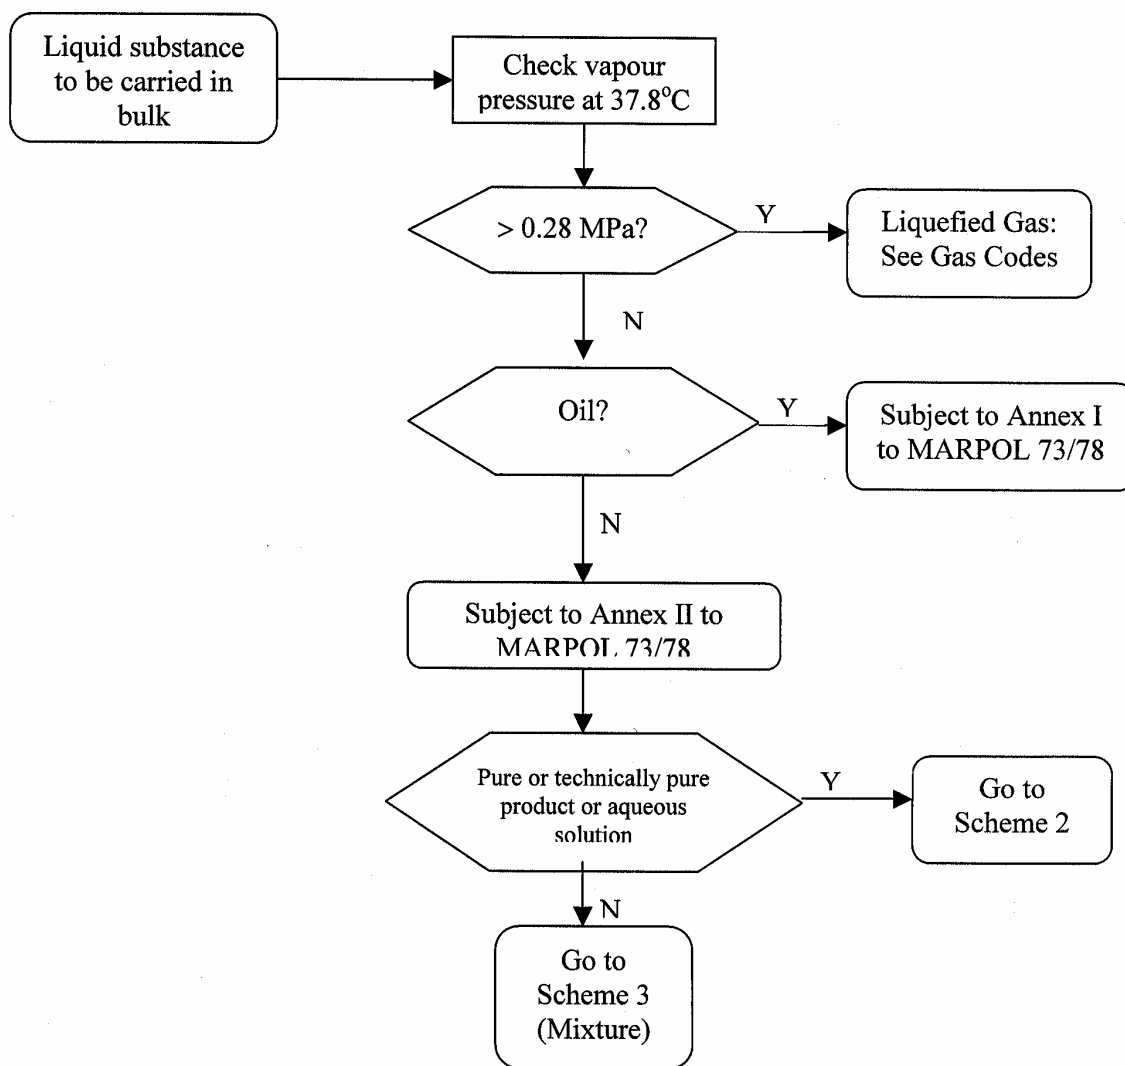 Liquid substance
to be carried in
bulk
Check vapour
pressure at 37.8°C
> 0.28 MPa?
Y
Liquefied Gas:
See Gas Codes
N
Oil?
Y
Subject to Annex I
to MARPOL 73/78
N
Subject to Annex II to
MARPOL 73/78
Pure or technically pure
product or aqueous
solution
Y
Go to
Scheme 2
N
Go to
Scheme 3
(Mixture)